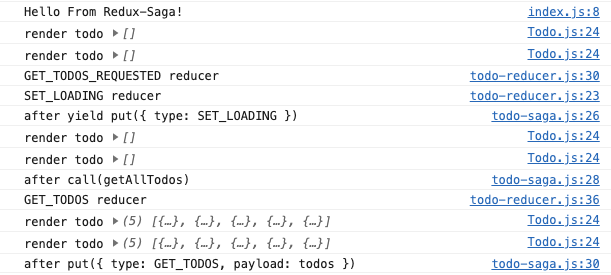 Hello From Redux-Saga! index.js:8
render todo ▶[] Todo.js:24
render todo ▶[] Todo.js:24
GET_TODOS_REQUESTED reducer todo-reducer.js:30
SET_LOADING reducer todo-reducer.js:23
after yield put({ type: SET_LOADING }) todo-saga.js:26
render todo ▶[] Todo.js:24
render todo ▶[] Todo.js:24
after call(getAllTodos) todo-saga.js:28
GET_TODOS reducer todo-reducer.js:36
render todo ▶(5) [{…}, {…}, {…}, {…}, {…}] Todo.js:24
render todo ▶(5) [{…}, {…}, {…}, {…}, {…}] Todo.js:24
after put({ type: GET_TODOS, payload: todos }) todo-saga.js:30